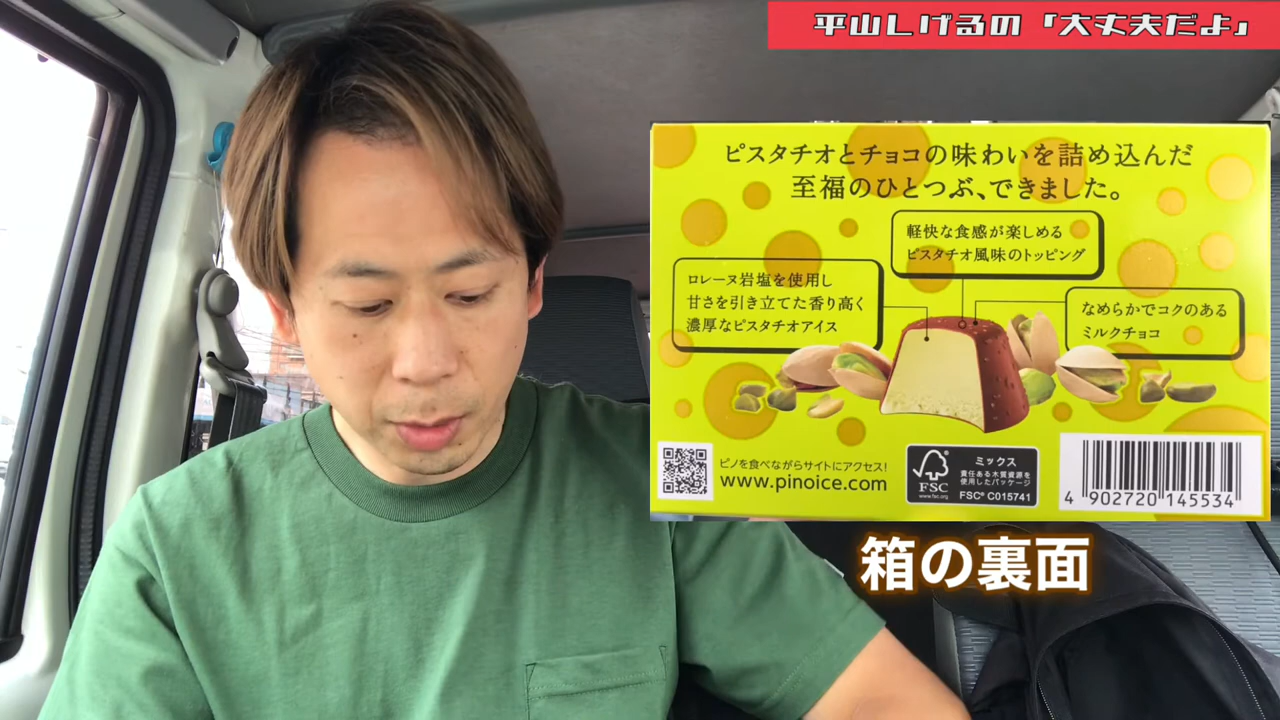 平山しげるの「大丈夫だよ」
ピスタチオとチョコの味わいを詰め込んだ
至福のひとつぶ、できました。
軽快な食感が楽しめる
ピスタチオ風味のトッピング
ロレーヌ岩塩を使用し
甘さを引き立てた香り高く
濃厚なピスタチオアイス
なめらかでコクのある
ミルクチョコ
ピノを食べながらサイトにアクセス!
www.pinoice.com
FSC
www.fsc.org
ミックス
責任ある木質資源を
使用したパッケージ
FSC® C015741
4 902720 145534
箱の裏面